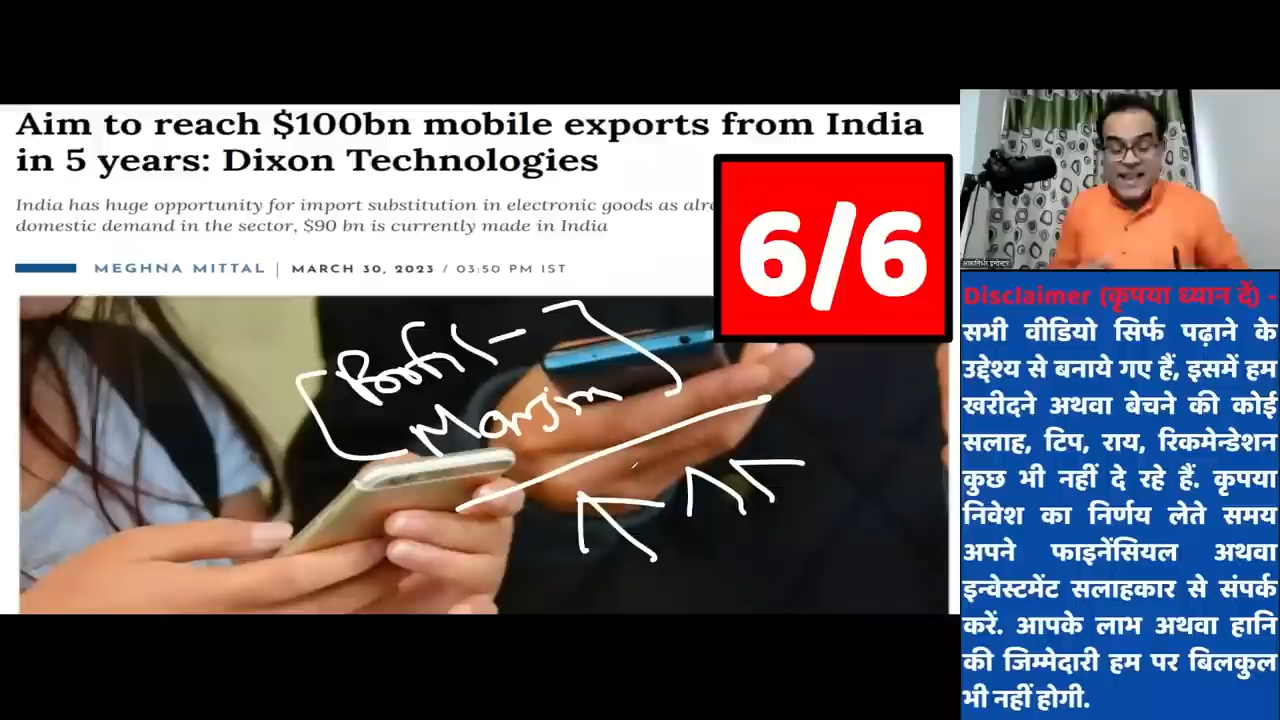 Aim to reach $100bn mobile exports from India
in 5 years: Dixon Technologies
India has huge opportunity for import substitution in electronic goods as
domestic demand in the sector, $90 bn is currently made in India
MEGHNA MITTAL | MARCH 30, 2023 / 03:50 PM IST
6/6
Margin
Disclaimer (कृपया ध्यान दें) -
सभी वीडियो सिर्फ पढ़ाने के
उद्देश्य से बनाये गए हैं, इसमें हम
खरीदने अथवा बेचने की कोई
सलाह, टिप, राय, रिकमेन्डेशन
कुछ भी नहीं दे रहे हैं. कृपया
निवेश का निर्णय लेते समय
अपने फाइनेंसियल अथवा
इन्वेस्टमेंट सलाहकार से संपर्क
करें. आपके लाभ अथवा हानि
की जिम्मेदारी हम पर बिलकुल
भी नहीं होगी.